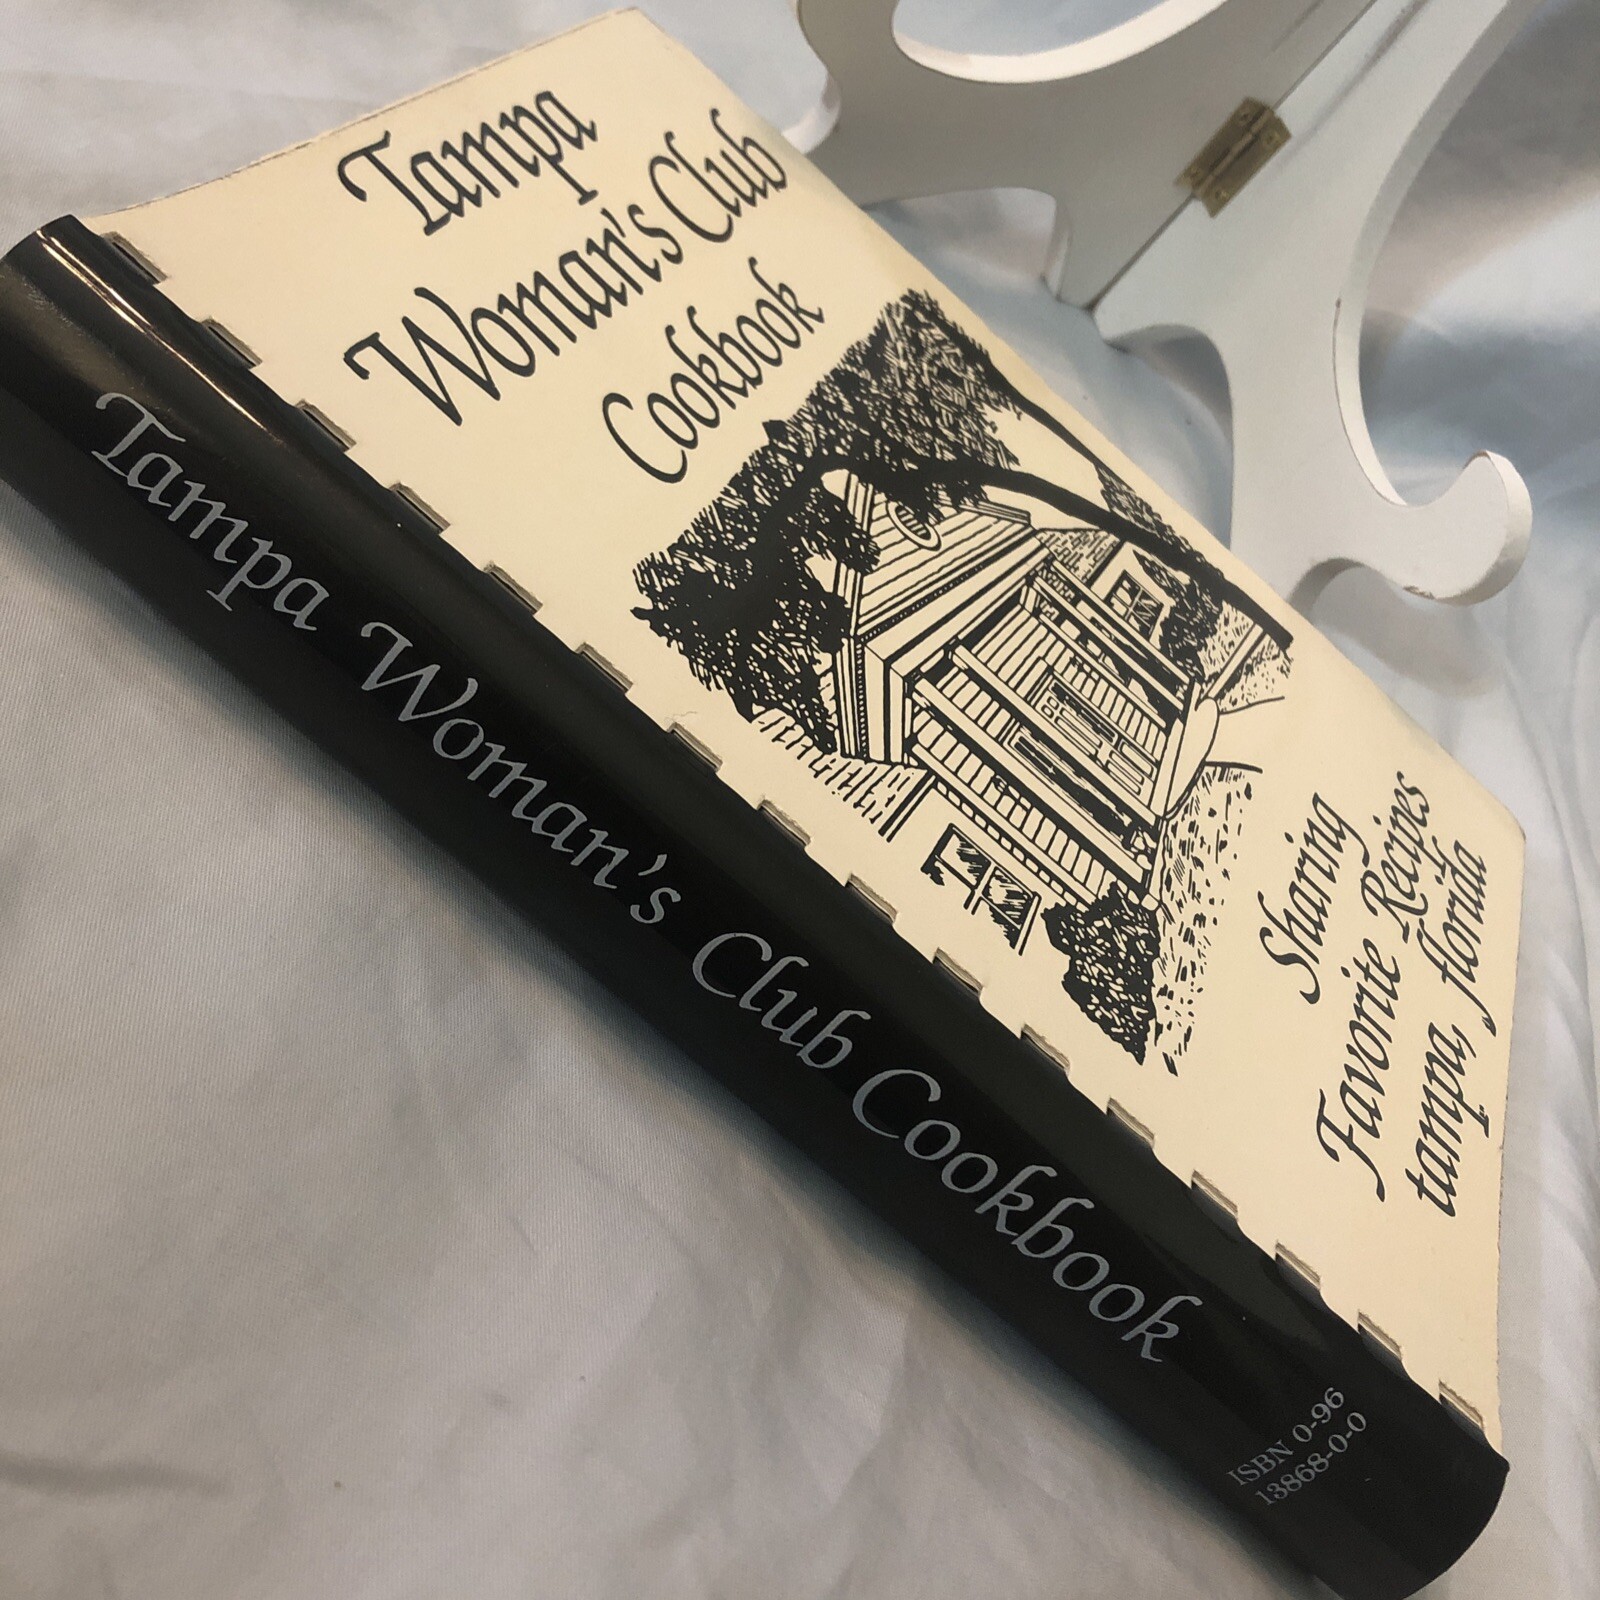 Tampa
Woman's Club
Cookbook
Sharing
Favorite Recipes
tampa, florida
Tampa Woman's Club Cookbook
ISBN 0-96
13868-0-0